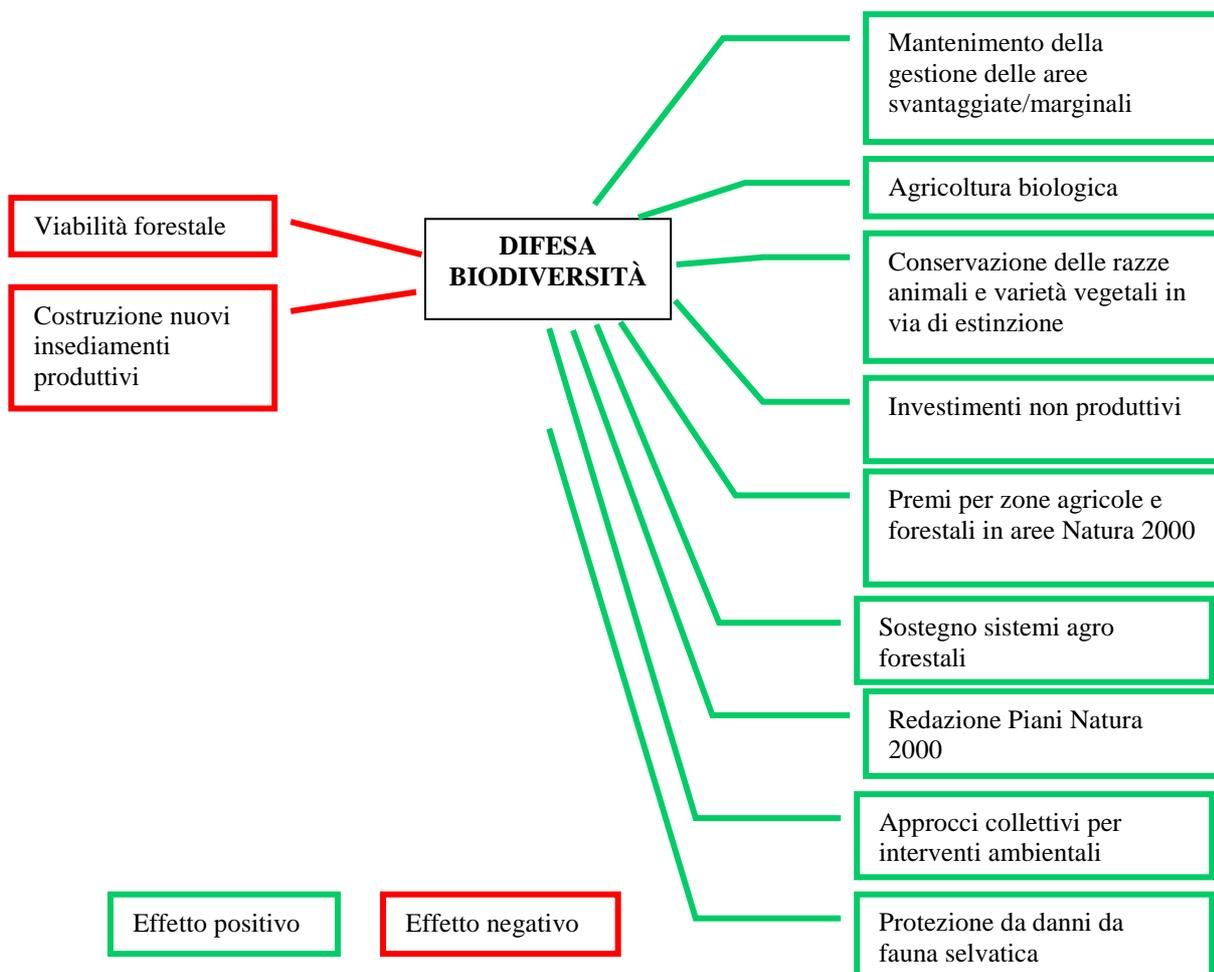 Mantenimento della
gestione delle aree
svantaggiate/marginali
Agricoltura biologica
Viabilità forestale
DIFESA
BIODIVERSITÀ
Conservazione delle razze
animali e varietà vegetali in
via di estinzione
Costruzione nuovi
insediamenti
produttivi
Investimenti non produttivi
Premi per zone agricole e
forestali in aree Natura 2000
Sostegno sistemi agro
forestali
Redazione Piani Natura
2000
Approcci collettivi per
interventi ambientali
Protezione da danni da
fauna selvatica
Effetto positivo
Effetto negativo